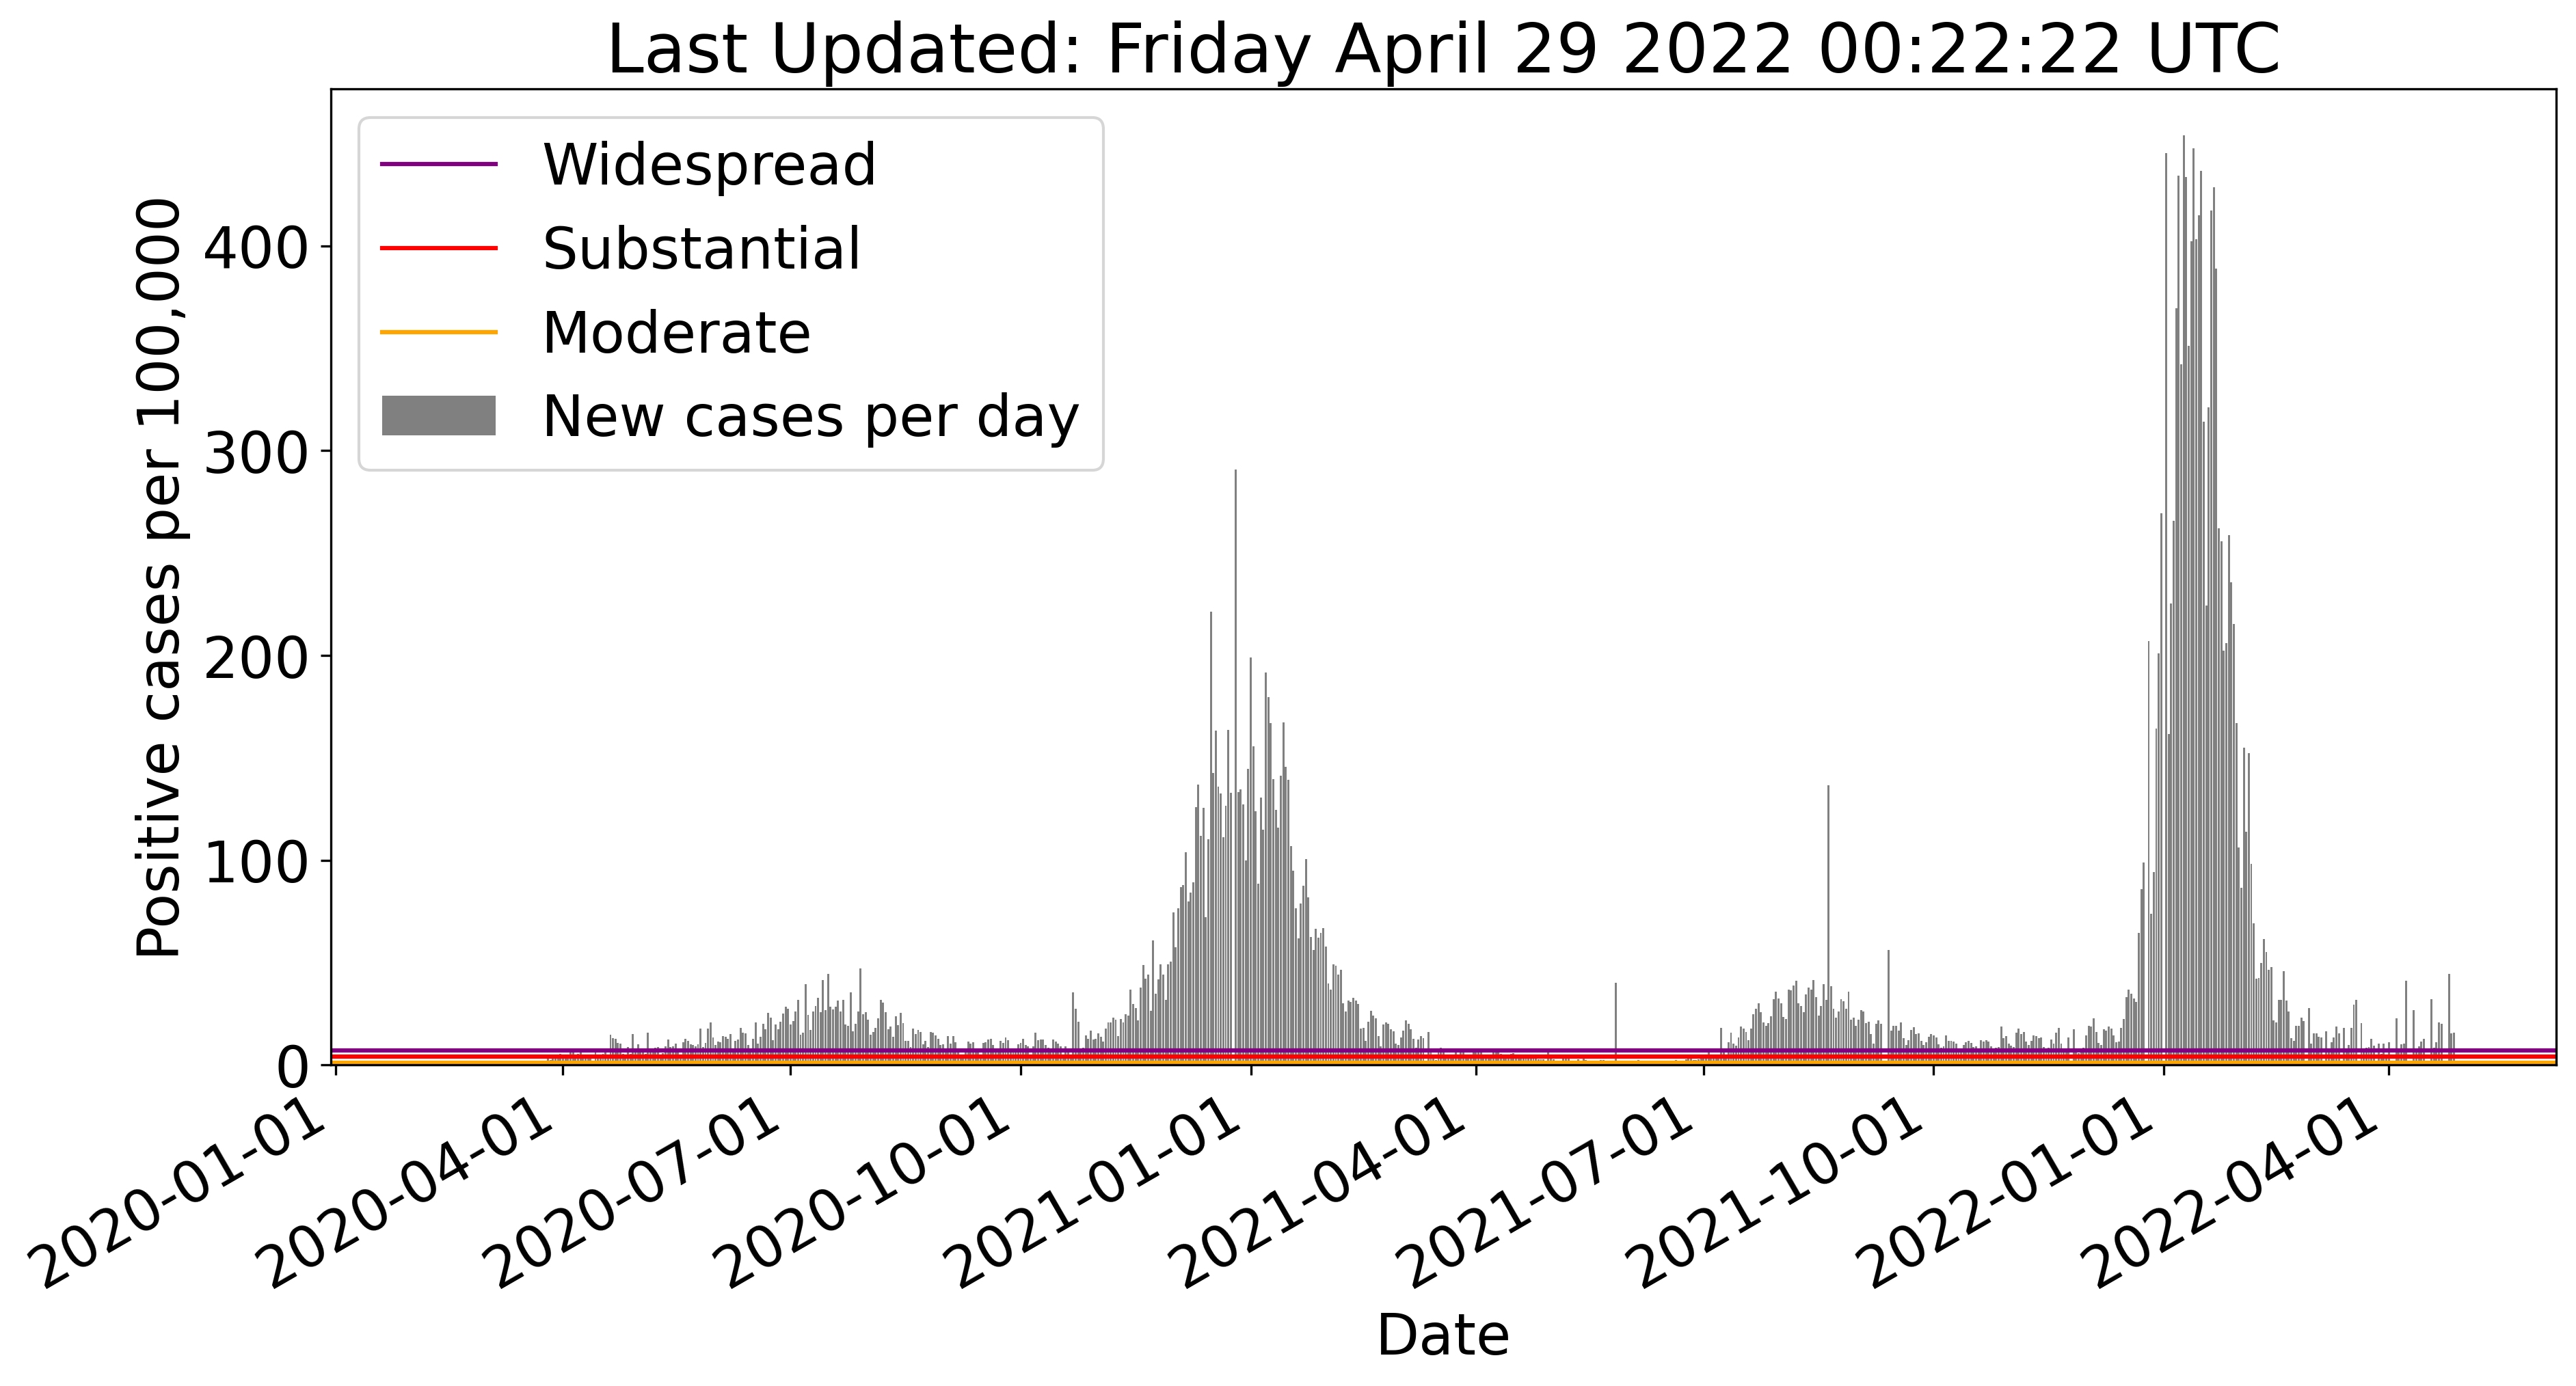 Last Updated: Friday April 29 2022 00:22:22 UTC
Widespread
Substantial
Moderate
New cases per day
Positive cases per 100,000
400
300
200
100
0
2020-01-01
2020-04-01
2020-07-01
2020-10-01
2021-01-01
2021-04-01
2021-07-01
2021-10-01
2022-01-01
2022-04-01
Date